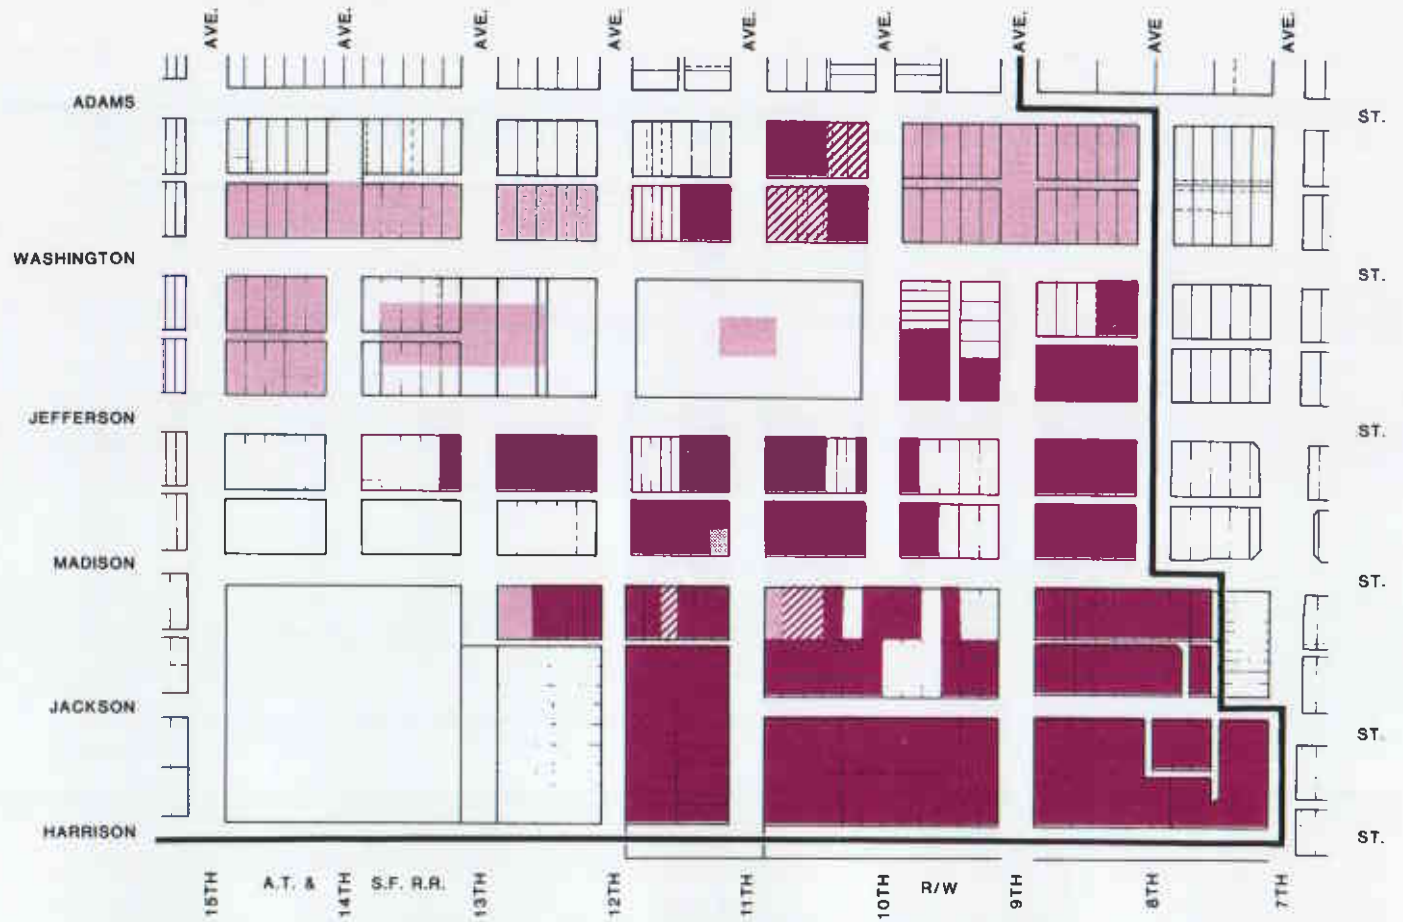 AVE. AVE. AVE. AVE. AVE. AVE. AVE. AVE AVE.
ADAMS ST.
WASHINGTON ST.
JEFFERSON ST.
MADISON ST.
JACKSON ST.
HARRISON ST.
15TH A.T. & 14TH S.F. R.R. 13TH 12TH 11TH 10TH R/W 9TH 8TH 7TH